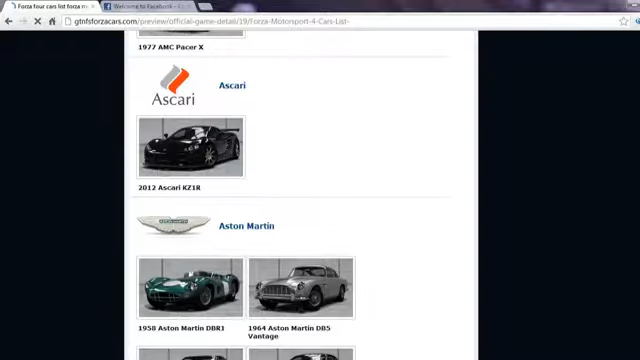 Forza four cars list forza m
Welcome to Facebook -
gtnfsforzacars.com/preview/official-game-detail/19/Forza-Motorsport-4-Cars-List-
1977 AMC Pacer X
Ascari
Ascari
2012 Ascari KZ1R
Aston Martin
1958 Aston Martin DBR1
1964 Aston Martin DB5
Vantage